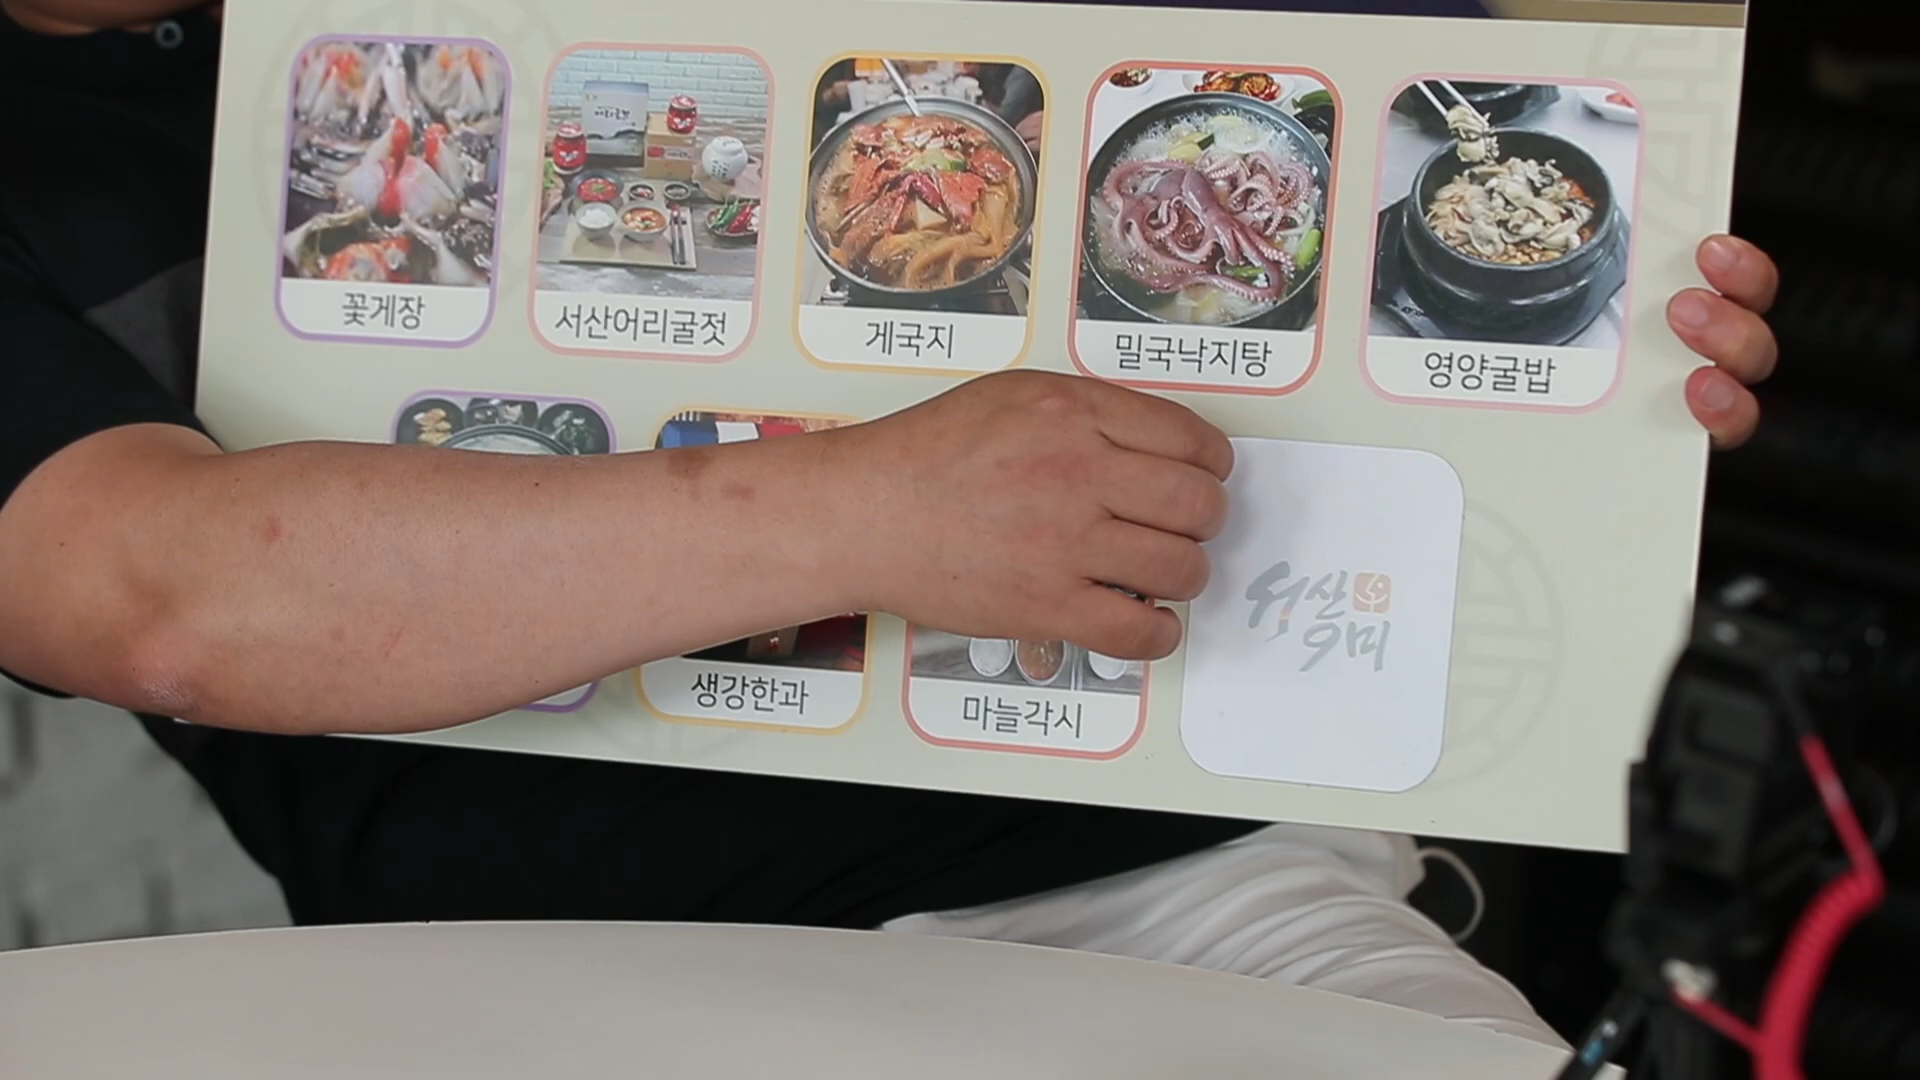 꽃게장
서산어리굴젓
게국지
밀국낙지탕
영양굴밥
생강한과
마늘각시
서산
9미